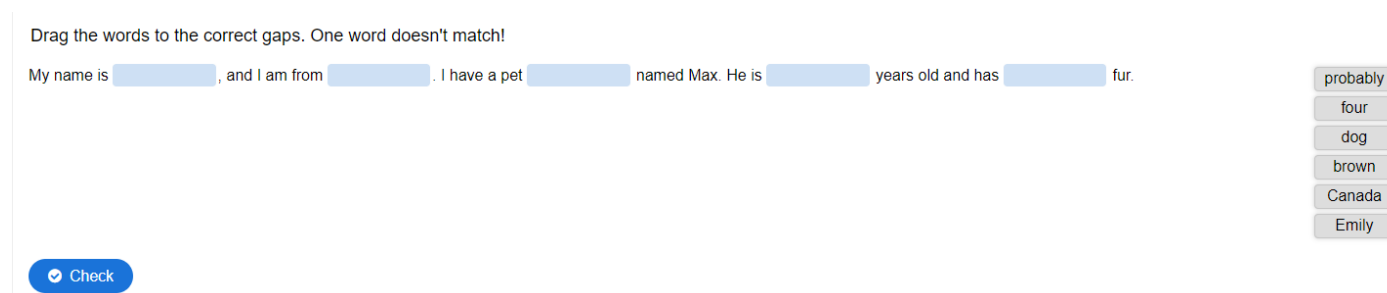 Drag the words to the correct gaps. One word doesn't match!
My name is , and I am from . I have a pet named Max. He is years old and has fur.
probably
four
dog
brown
Canada
Emily
Check